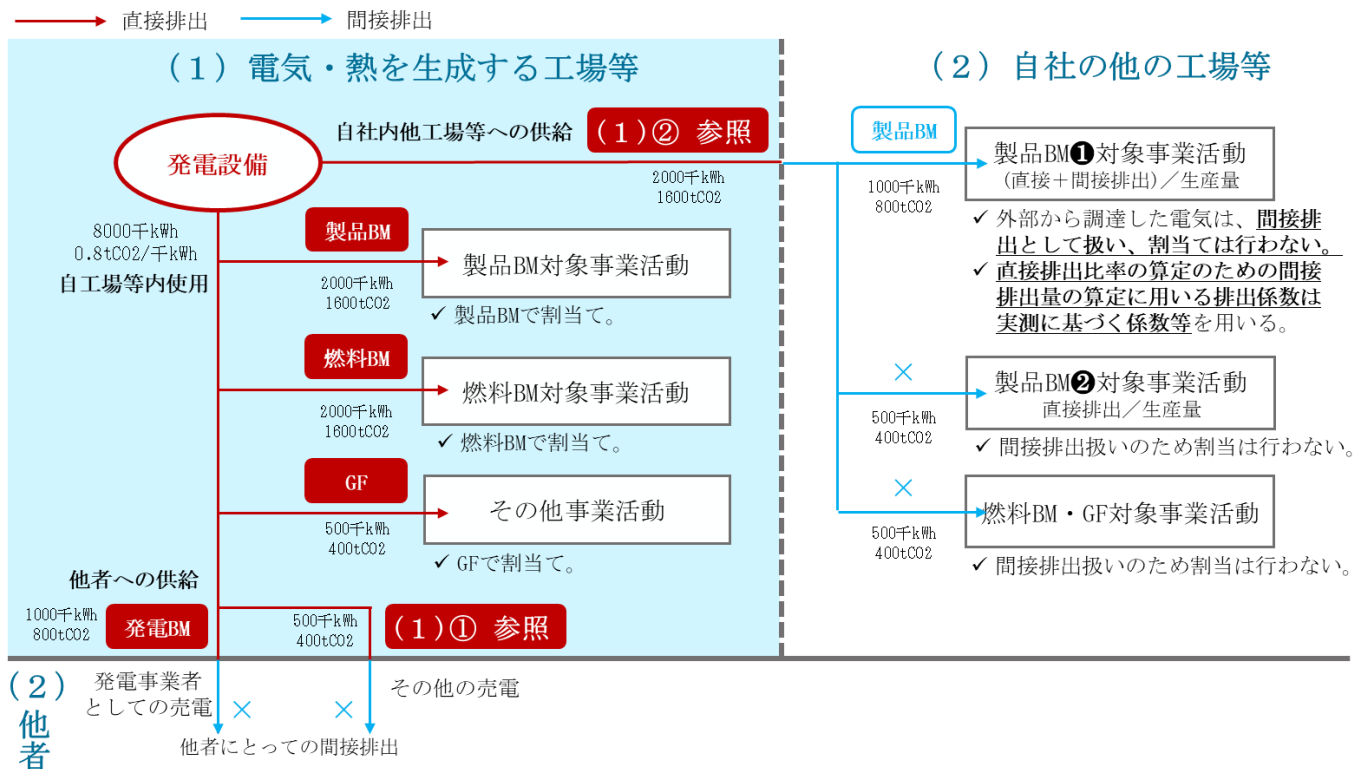 直接排出
間接排出
(1)電気・熱を生成する工場等
(2)自社の他の工場等
発電設備
自社内他工場等への供給
(1)② 参照
2000千kWh
1600tCO2
8000千kWh
0.8tCO2/千kWh
自工場等内使用
製品BM
2000千kWh
1600tCO2
製品BM対象事業活動
✓ 製品BMで割当て。
燃料BM
2000千kWh
1600tCO2
燃料BM対象事業活動
✓ 燃料BMで割当て。
GF
500千kWh
400tCO2
その他事業活動
✓ GFで割当て。
他者への供給
1000千kWh
800tCO2
発電BM
500千kWh
400tCO2
(1)① 参照
製品BM
1000千kWh
800tCO2
製品BM❶対象事業活動
(直接+間接排出)/生産量
✓ 外部から調達した電気は、間接排
出として扱い、割当ては行わない。
✓ 直接排出比率の算定のための間接
排出量の算定に用いる排出係数は
実測に基づく係数等を用いる。
×
500千kWh
400tCO2
製品BM❷対象事業活動
直接排出/生産量
✓ 間接排出扱いのため割当は行わない。
×
500千kWh
400tCO2
燃料BM・GF対象事業活動
✓ 間接排出扱いのため割当は行わない。
(2)他者
発電事業者
としての売電
×
×
その他の売電
他者にとっての間接排出